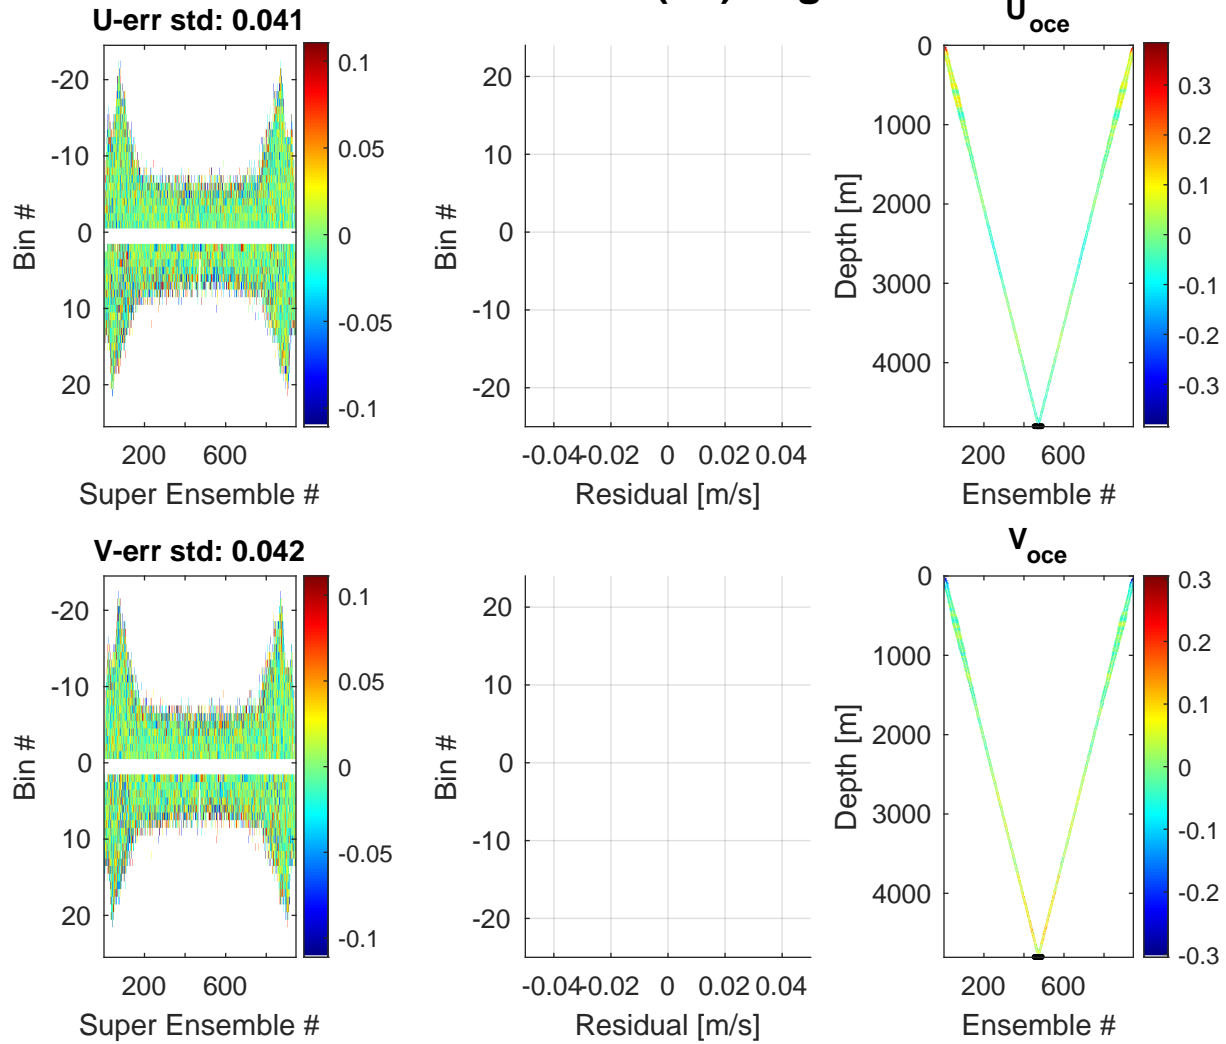 U-err std: 0.041
U
oce
-20
-10
0
10
20
Bin #
200 600
Super Ensemble #
0.1
0.05
0
-0.05
-0.1
20
10
0
-10
-20
Bin #
-0.04 -0.02 0 0.02 0.04
Residual [m/s]
0
1000
2000
3000
4000
Depth [m]
200 600
Ensemble #
0.3
0.2
0.1
0
-0.1
-0.2
-0.3
V-err std: 0.042
V
oce
-20
-10
0
10
20
Bin #
200 600
Super Ensemble #
0.1
0.05
0
-0.05
-0.1
20
10
0
-10
-20
Bin #
-0.04 -0.02 0 0.02 0.04
Residual [m/s]
0
1000
2000
3000
4000
Depth [m]
200 600
Ensemble #
0.3
0.2
0.1
0
-0.1
-0.2
-0.3